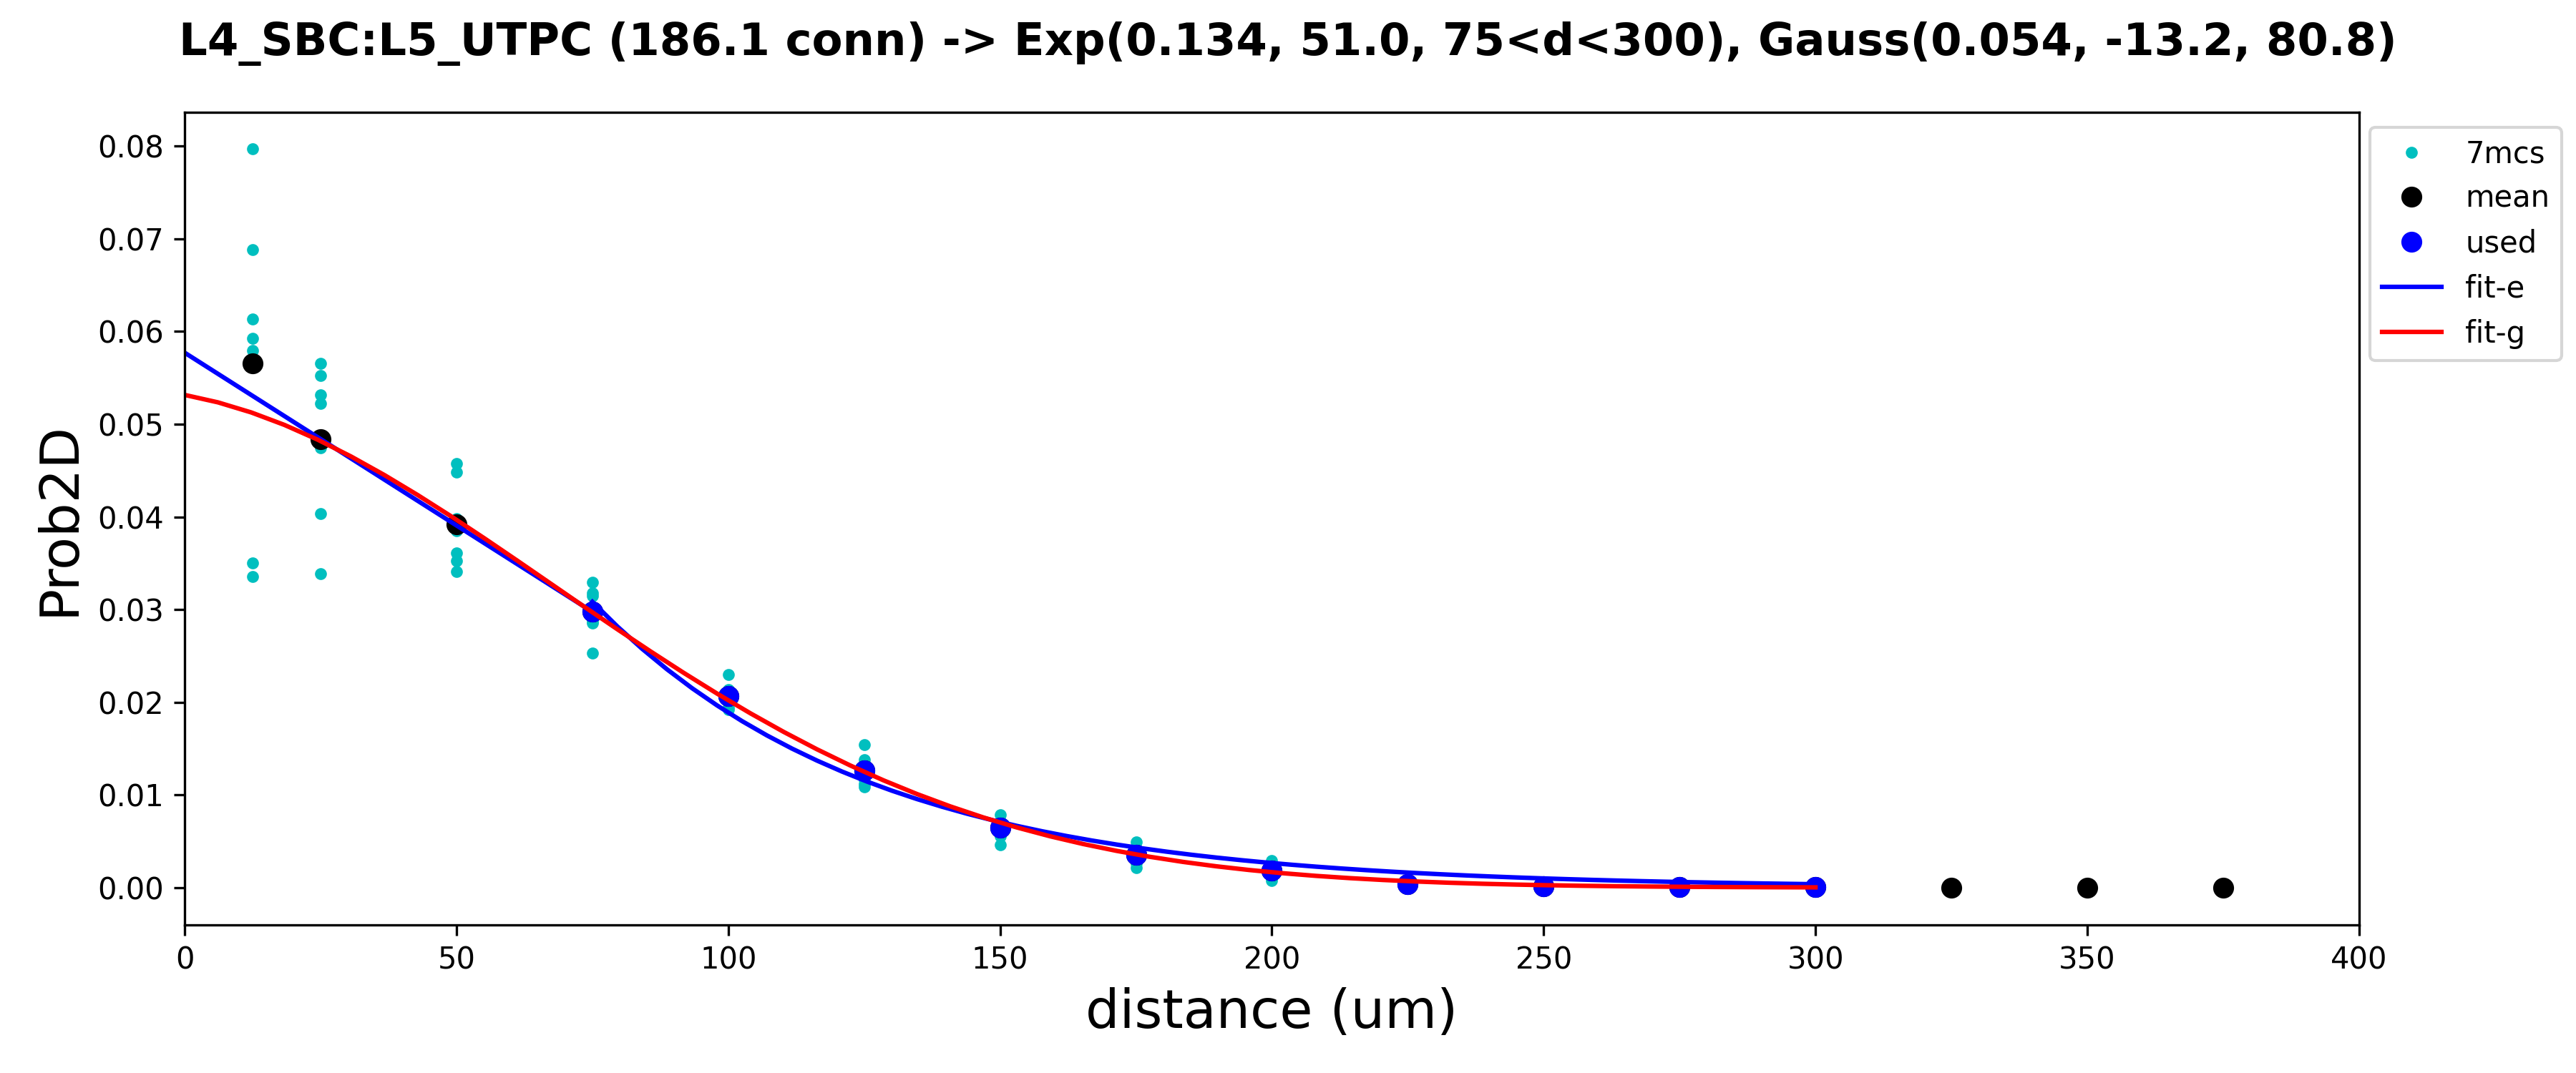 L4_SBC:L5_UTPC (186.1 conn) -> Exp(0.134, 51.0, 75<d<300), Gauss(0.054, -13.2, 80.8)
0.08
0.07
0.06
0.05
0.04
0.03
0.02
0.01
0.00
Prob2D
0 50 100 150 200 250 300 350 400
distance (um)
7mcs
mean
used
fit-e
fit-g